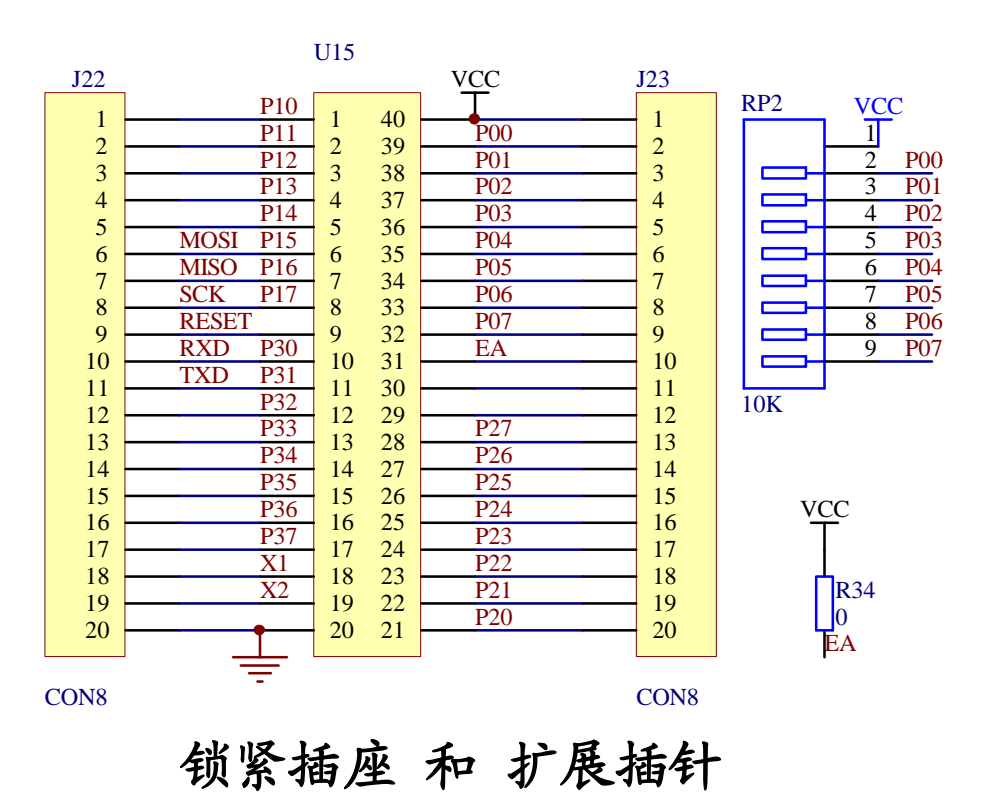 U15
J22 VCC J23
RP2 VCC
1 P10 1 40 1
2 P11 2 39 P00 2
3 P12 3 38 P01 3
4 P13 4 37 P02 4
5 P14 5 36 P03 5
6 MOSI P15 6 35 P04 6
7 MISO P16 7 34 P05 7
8 SCK P17 8 33 P06 8
9 RESET 9 32 P07 9
10 RXD P30 10 31 EA 10
11 TXD P31 11 30 11
12 P32 12 29 12
13 P33 13 28 P27 13
14 P34 14 27 P26 14
15 P35 15 26 P25 15
16 P36 16 25 P24 16
17 P37 17 24 P23 17
18 X1 18 23 P22 18
19 X2 19 22 P21 19
20 20 21 P20 20
CON8 CON8
1
2 P00
3 P01
4 P02
5 P03
6 P04
7 P05
8 P06
9 P07
10K
VCC
R34
0
EA
锁紧插座 和 扩展插针